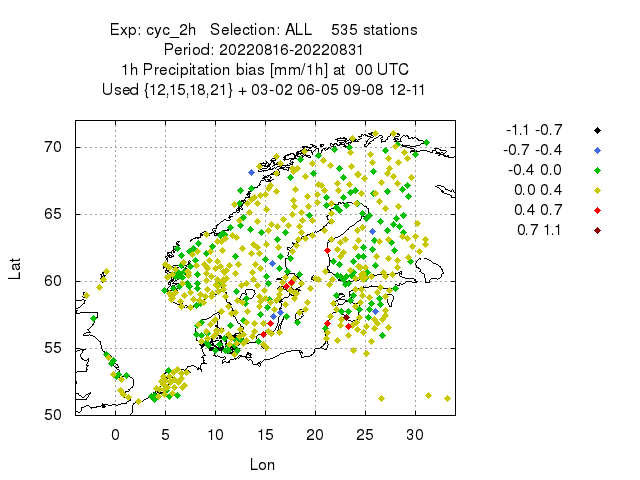 Exp: cyc_2h   Selection: ALL    535 stations
Period: 20220816-20220831
1h Precipitation bias [mm/1h] at  00 UTC
Used {12,15,18,21} + 03-02 06-05 09-08 12-11
-1.1 -0.7
-0.7 -0.4
-0.4 0.0
0.0 0.4
0.4 0.7
0.7 1.1
70
65
60
55
50
Lat
0 5 10 15 20 25 30
Lon